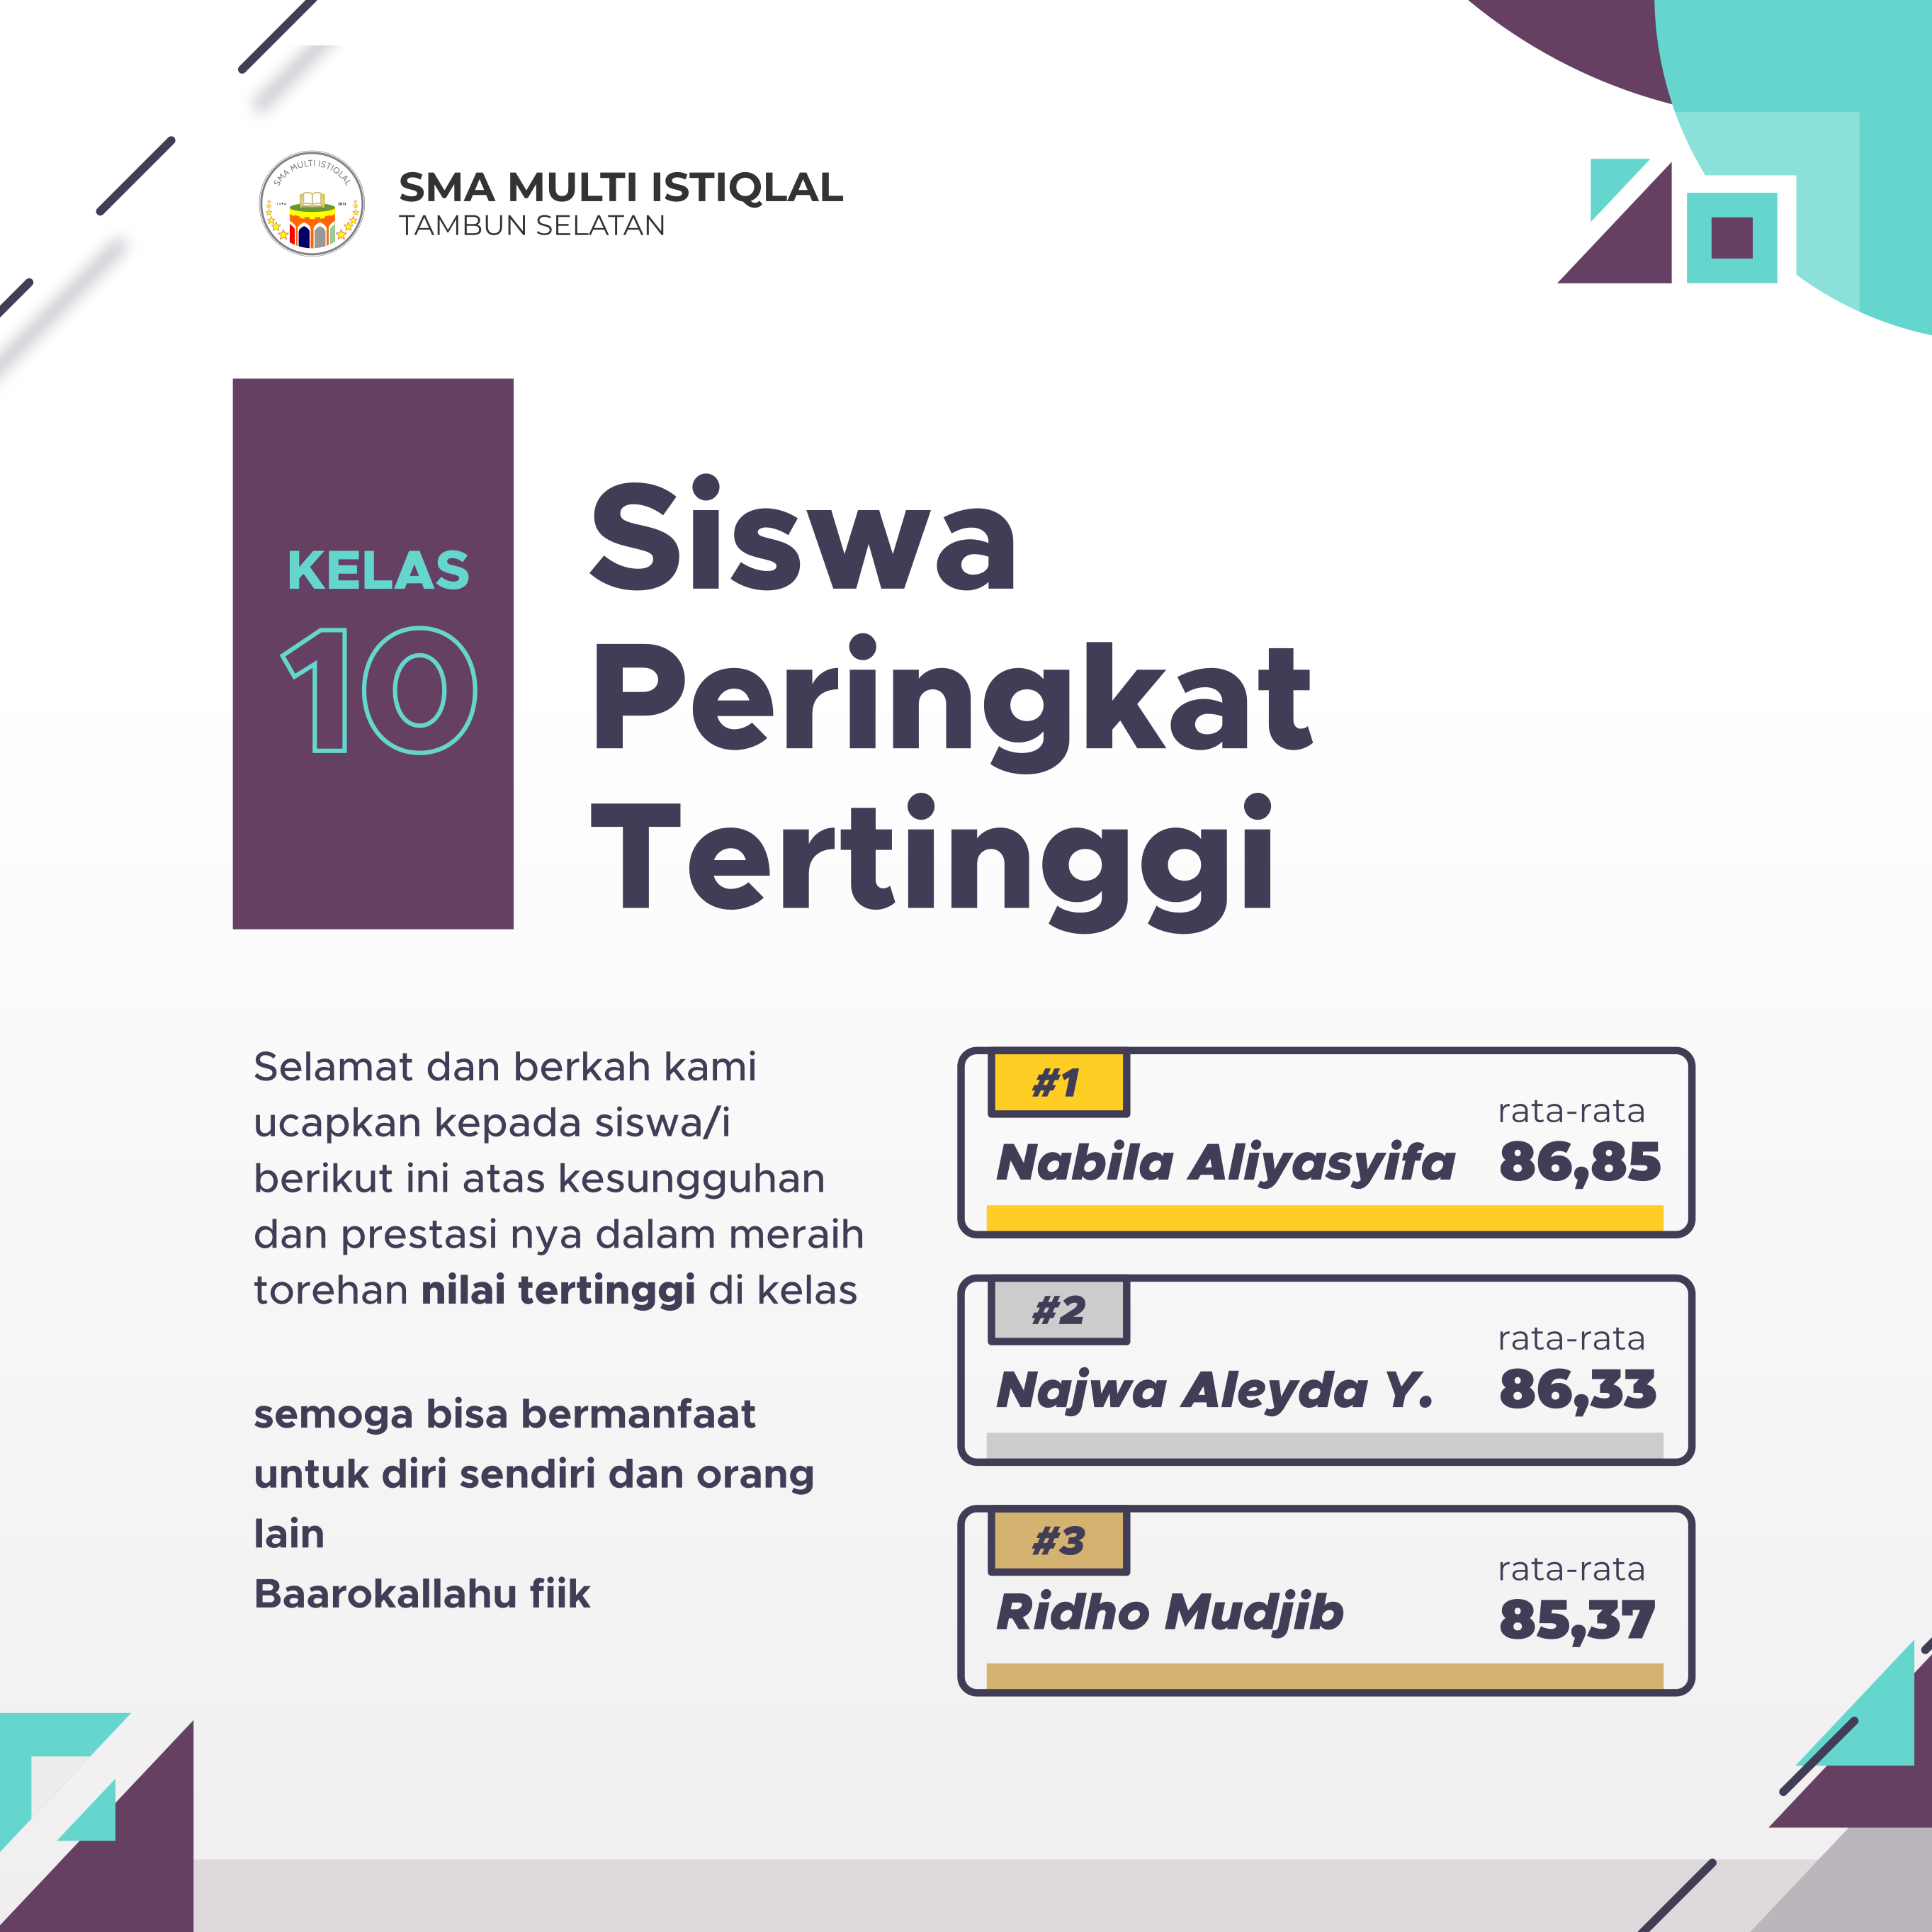 SMA MULTI ISTIQLAL
SMA MULTI ISTIQLAL
TAMBUN SELATAN
KELAS
10
Siswa
Peringkat
Tertinggi
Selamat dan berkah kami
ucapkan kepada siswa/i
berikut ini atas kesungguhan
dan prestasi nya dalam meraih
torehan nilai tertinggi di kelas
semoga bisa bermanfaat
untuk diri sendiri dan orang
lain
Baarokallahu fiik
#1
rata-rata
Nabila Aliyasyifa 86,85
#2
rata-rata
Najwa Aleyda Y. 86,33
#3
rata-rata
Ridho Mudjib 85,37